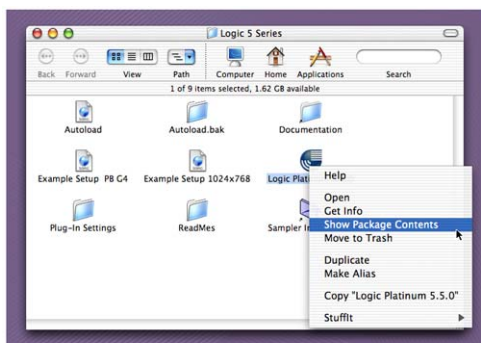 Logic 5 Series
Back Forward View Path Computer Home Applications Search
1 of 9 items selected, 1.62 GB available
Autoload Autoload.bak Documentation
Example Setup PB G4 Example Setup 1024x768 Logic Plat
Plug-In Settings ReadMes Sampler
Help
Open
Get Info
Show Package Contents
Move to Trash
Duplicate
Make Alias
Copy "Logic Platinum 5.5.0"
StuffIt